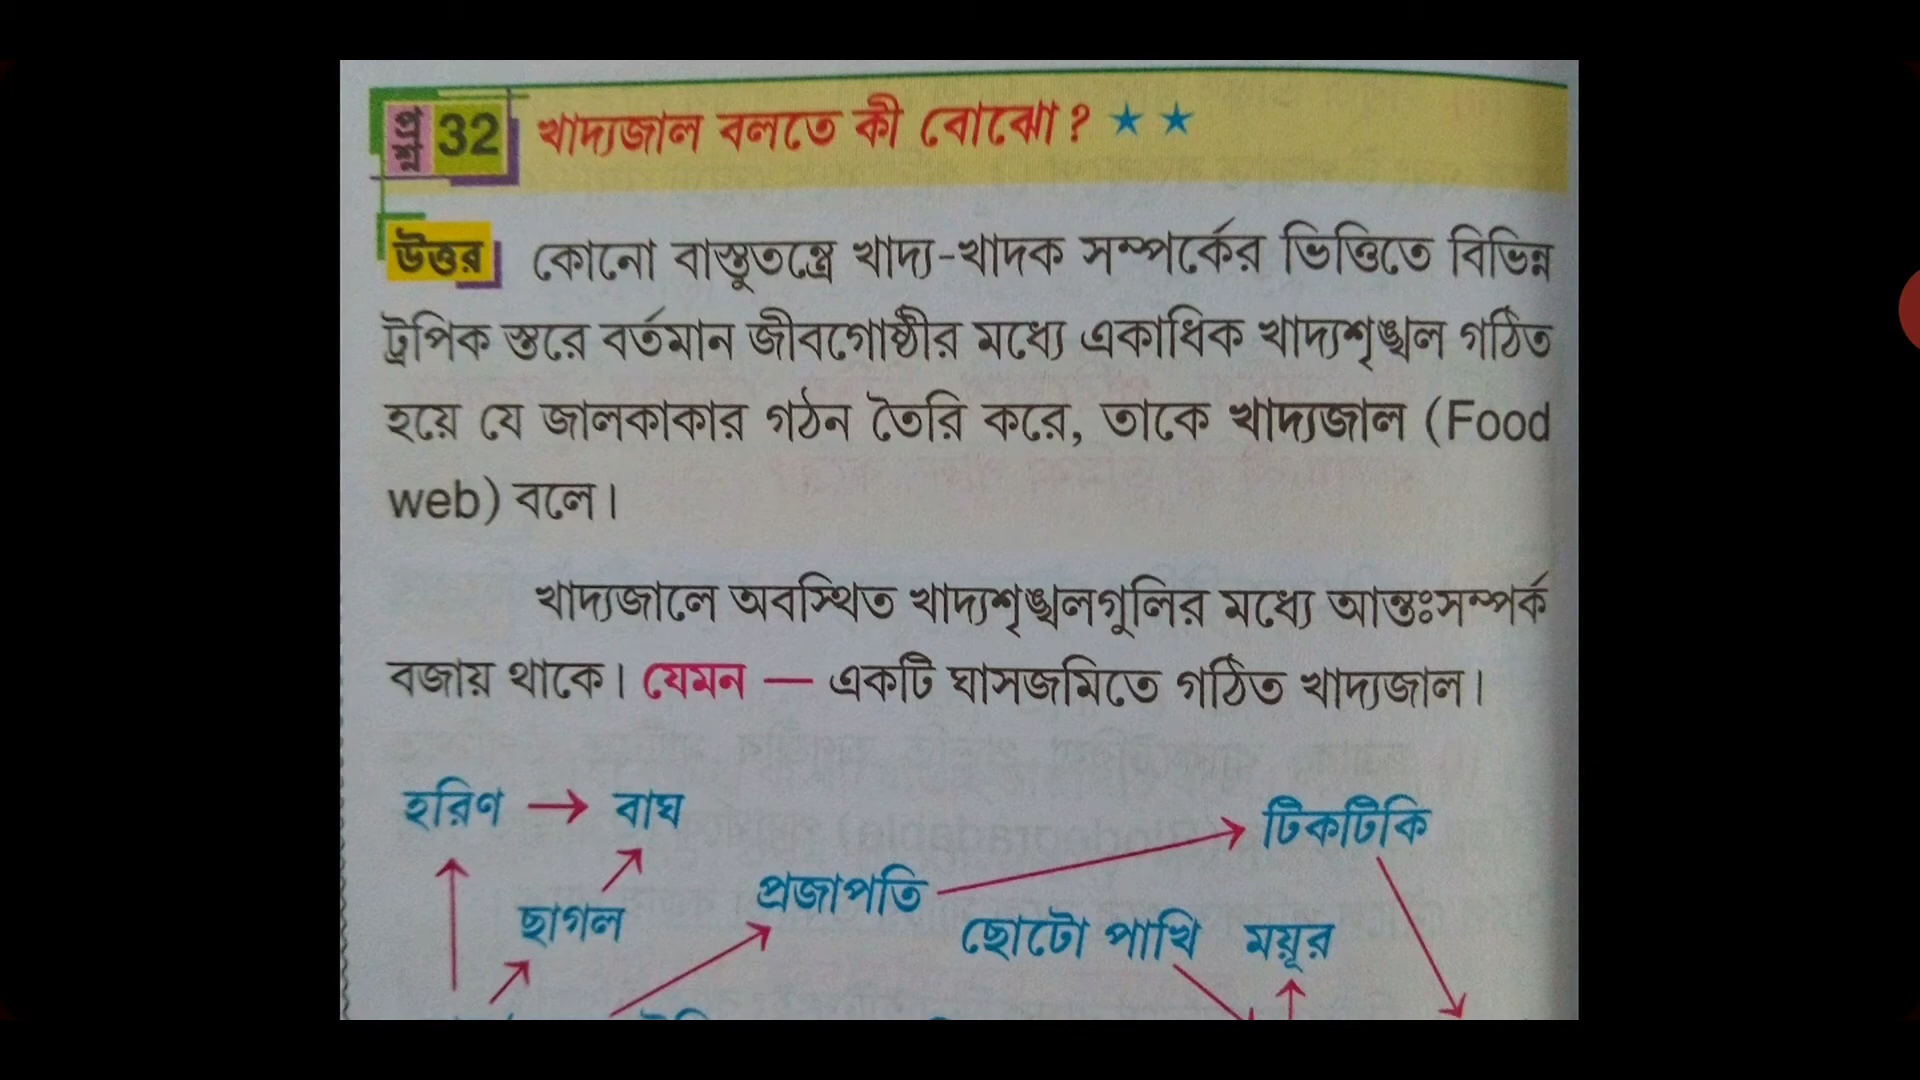 প্রশ্ন 32 খাদ্যজাল বলতে কী বোঝো? ★ ★
উত্তর কোনো বাস্তুতন্ত্রে খাদ্য-খাদক সম্পর্কের ভিত্তিতে বিভিন্ন
ট্রপিক স্তরে বর্তমান জীবগোষ্ঠীর মধ্যে একাধিক খাদ্যশৃঙ্খল গঠিত
হয়ে যে জালকাকার গঠন তৈরি করে, তাকে খাদ্যজাল (Food
web) বলে।
খাদ্যজালে অবস্থিত খাদ্যশৃঙ্খলগুলির মধ্যে আন্তঃসম্পর্ক
বজায় থাকে। যেমন — একটি ঘাসজমিতে গঠিত খাদ্যজাল।
হরিণ → বাঘ
টিকটিকি
প্রজাপতি
ছাগল
ছোটো পাখি ময়ূর